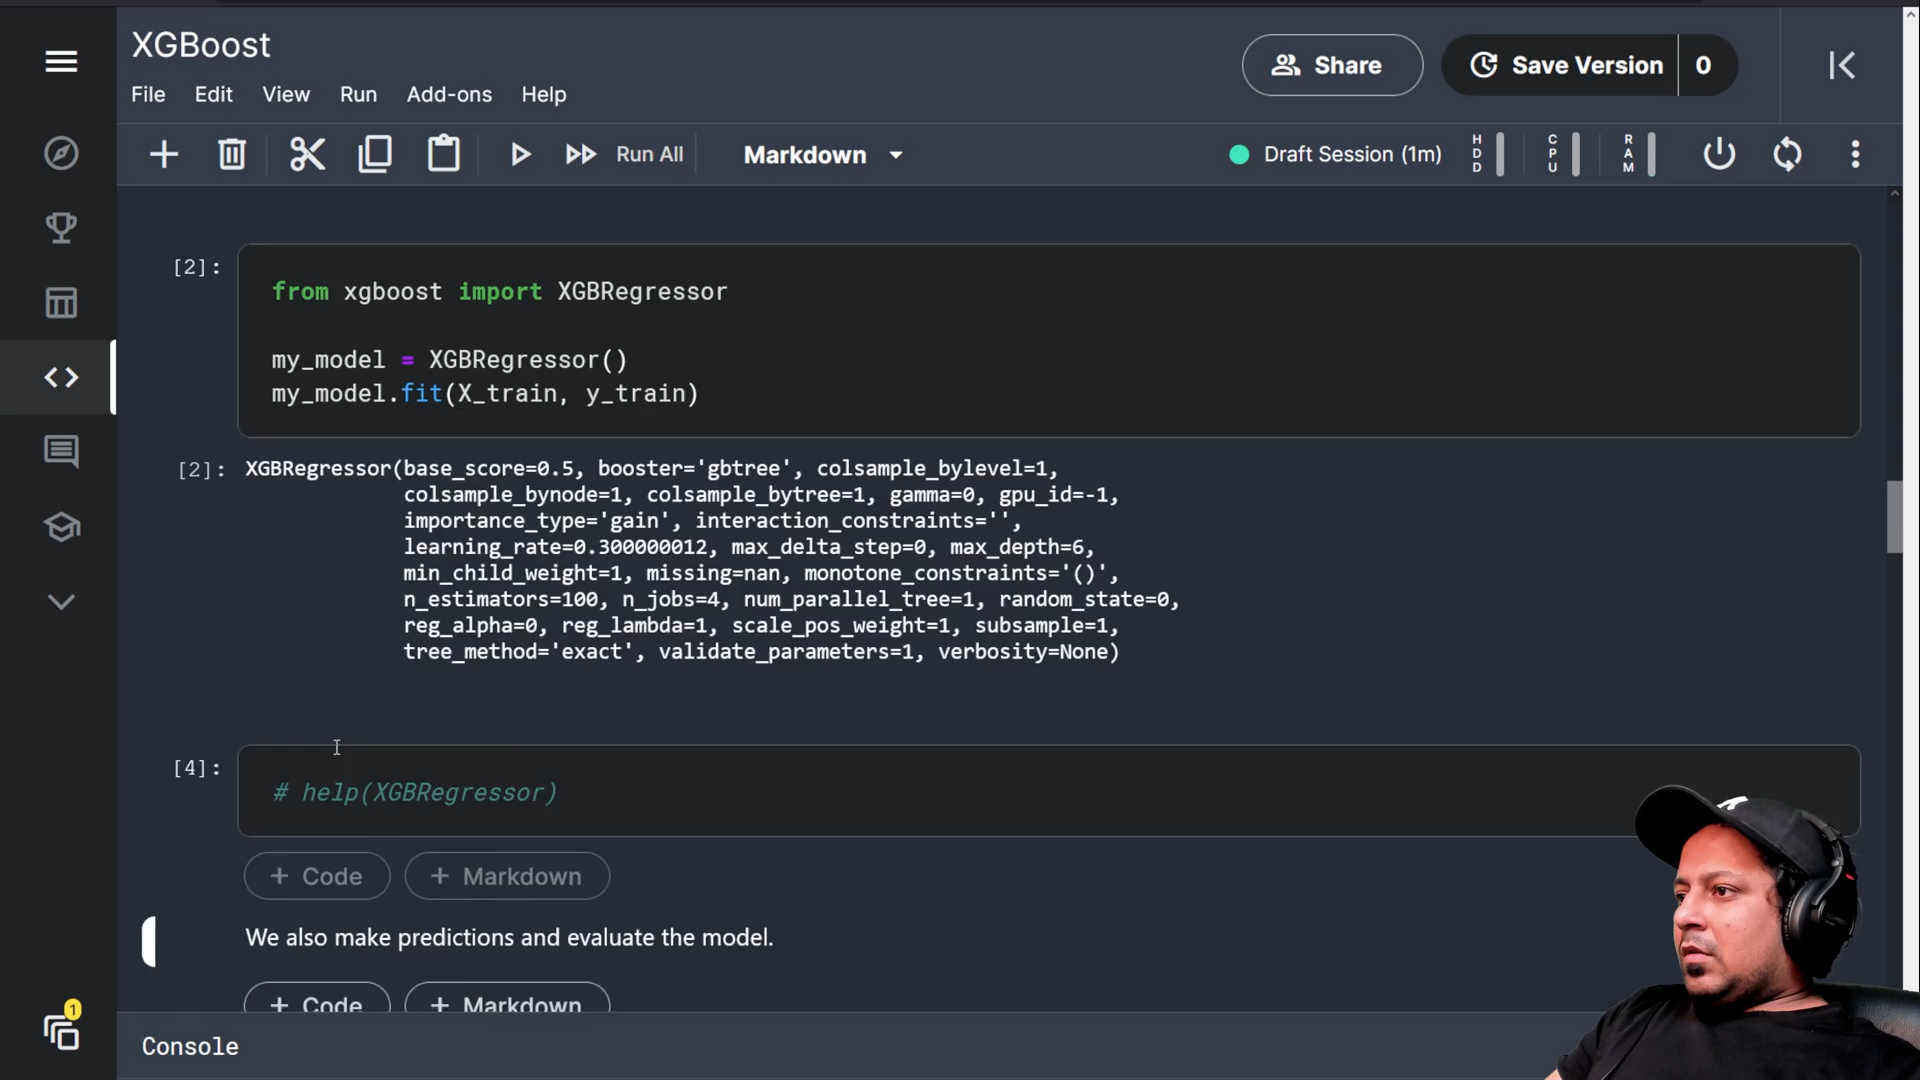 XGBoost
File Edit View Run Add-ons Help
Share
Save Version 0
Run All
Markdown
Draft Session (1m)
HDD
CPU
RAM
[2]:
from xgboost import XGBRegressor
my_model = XGBRegressor()
my_model.fit(X_train, y_train)
[2]: XGBRegressor(base_score=0.5, booster='gbtree', colsample_bylevel=1,
colsample_bynode=1, colsample_bytree=1, gamma=0, gpu_id=-1,
importance_type='gain', interaction_constraints='',
learning_rate=0.300000012, max_delta_step=0, max_depth=6,
min_child_weight=1, missing=nan, monotone_constraints='()',
n_estimators=100, n_jobs=4, num_parallel_tree=1, random_state=0,
reg_alpha=0, reg_lambda=1, scale_pos_weight=1, subsample=1,
tree_method='exact', validate_parameters=1, verbosity=None)
[4]:
# help(XGBRegressor)
+ Code + Markdown
We also make predictions and evaluate the model.
+ Code + Markdown
1
Console